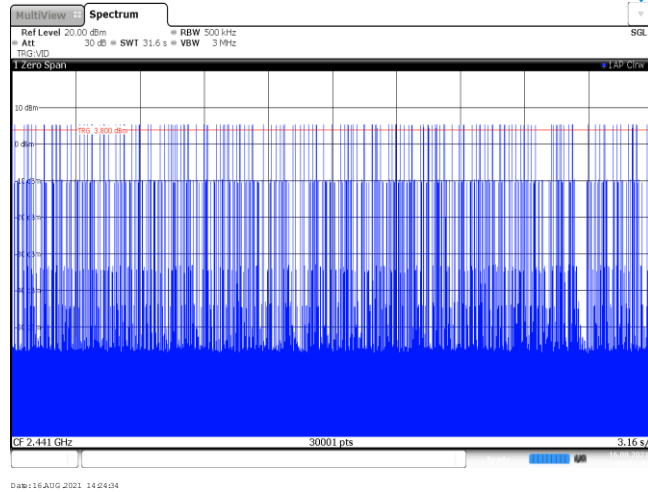 MultiView Spectrum
Ref Level 20.00 dBm RBW 500 kHz SGL
Att 30 dB SWT 31.6 s VBW 3 MHz
TRG:VID
1 Zero Span 1AP Clrw
10 dBm
TRG 3.800 dBm
0 dBm
CF 2.441 GHz 30001 pts 3.16 s/
Date: 16.AUG.2021 14:24:34